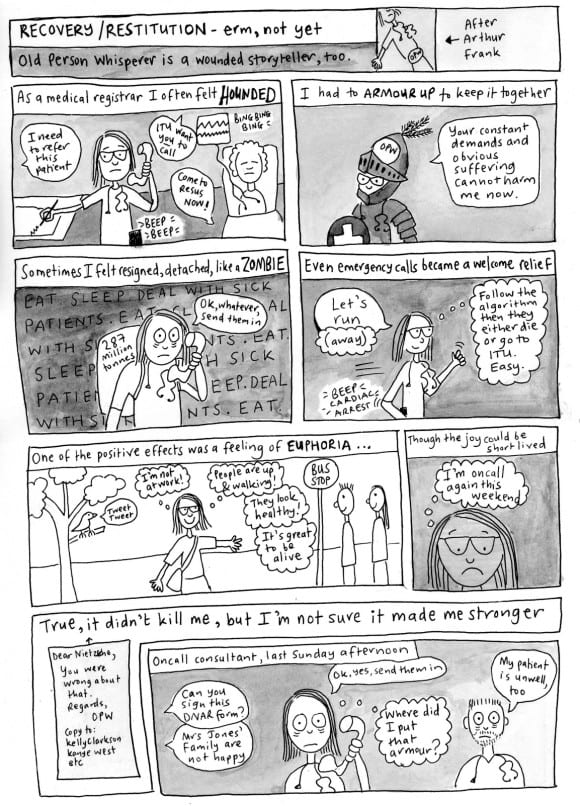 RECOVERY/RESTITUTION - erm, not yet
Old Person Whisperer is a wounded storyteller, too.
OPW
← After
Arthur
Frank
As a medical registrar I often felt HOUNDED
I need
to refer
this
patient
ITU want
you to
call
BING BING
BING =
Come to
Resus
NOW!
>BEEP=
>BEEP=
I had to ARMOUR UP to keep it together
OPW
Your constant
demands and
obvious
suffering
cannot harm
me now.
Sometimes I felt resigned, detached, like a ZOMBIE
EAT. SLEEP. DEAL WITH SICK
PATIENTS. EAT. SL AL
WITH S NTS. EAT.
SLEEP H SICK
PATIEN EEP. DEAL
WITH S NTS. EAT.
Ok, whatever,
send them in
287
Million
tonnes
Even emergency calls became a welcome relief
Let's
run
(away)
Follow the
algorithm
then they
either die
or go to
ITU.
Easy.
=BEEP=
CARDIAC
ARREST
One of the positive effects was a feeling of EUPHORIA...
Tweet
Tweet
I'm not
at work!
People are up
& walking!
They look
healthy!
It's great
to be
alive
BUS
STOP
Though the joy could be
short lived
I'm oncall
again this
weekend
True, it didn't kill me, but I'm not sure it made me stronger
Dear Nietzche,
You were
wrong about
that.
Regards,
OPW
Copy to:
Kelly Clarkson
Kanye West
etc
Oncall consultant, last Sunday afternoon
Can you
sign this
DNAR form?
Mrs Jones'
Family are
not happy
Ok, yes, send them in
Where did
I put
that
armour?
My patient
is unwell,
too